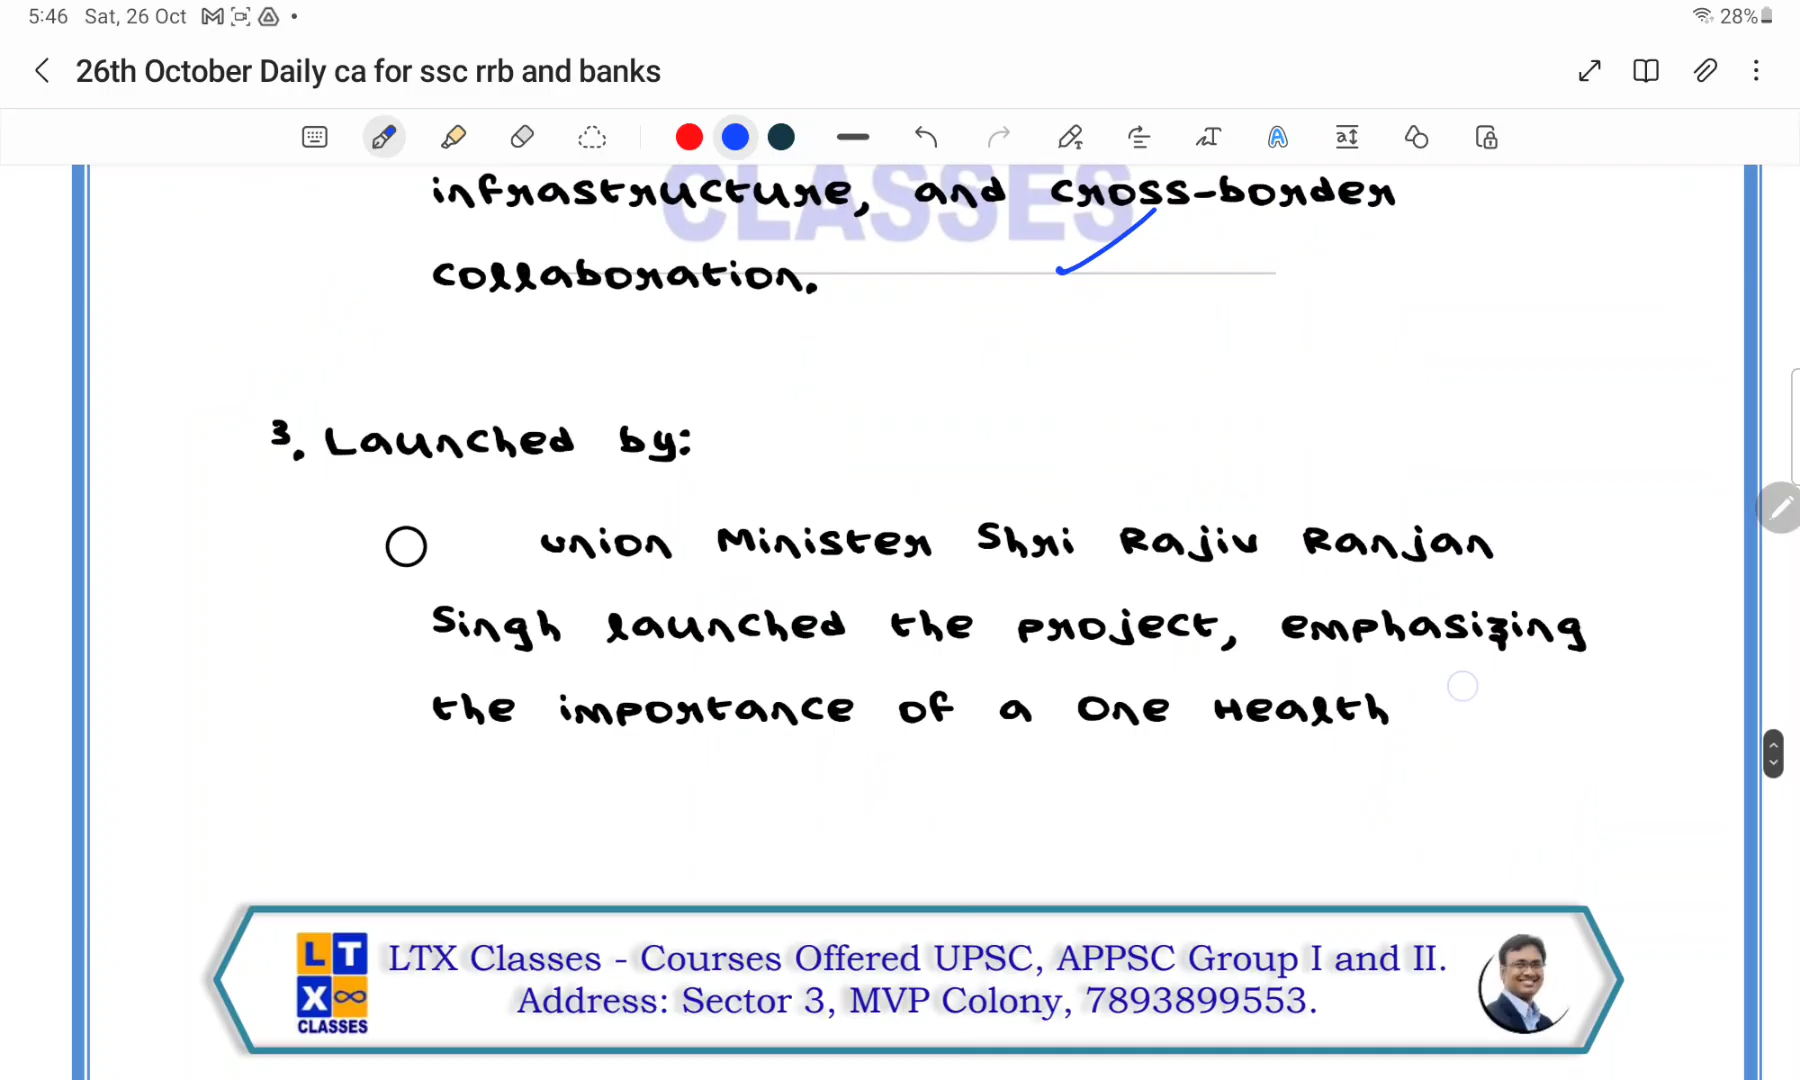 5:46 Sat, 26 Oct 28%
26th October Daily ca for ssc rrb and banks
CLASSES
infrastructure, and cross-border
collaboration.
3. Launched by:
Union Minister Shri Rajiv Ranjan
Singh launched the project, emphasizing
the importance of a One Health
LTX CLASSES
LTX Classes - Courses Offered UPSC, APPSC Group I and II.
Address: Sector 3, MVP Colony, 7893899553.